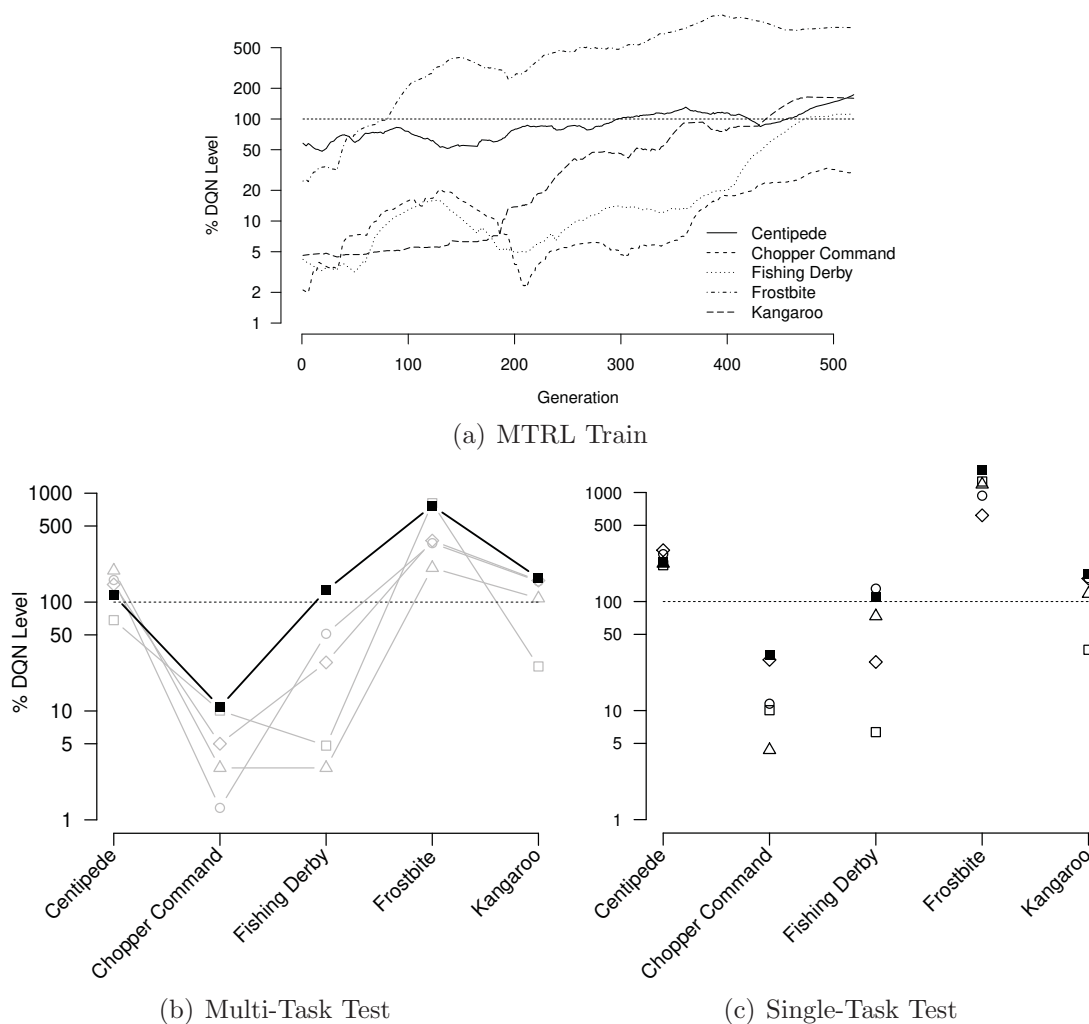 500
200
100
50
20
10
5
2
1
% DQN Level
Centipede
Chopper Command
Fishing Derby
Frostbite
Kangaroo
0 100 200 300 400 500
Generation
(a) MTRL Train
1000
500
100
50
10
5
1
% DQN Level
Centipede
Chopper Command
Fishing Derby
Frostbite
Kangaroo
(b) Multi-Task Test
1000
500
100
50
10
5
1
Centipede
Chopper Command
Fishing Derby
Frostbite
Kangaroo
(c) Single-Task Test